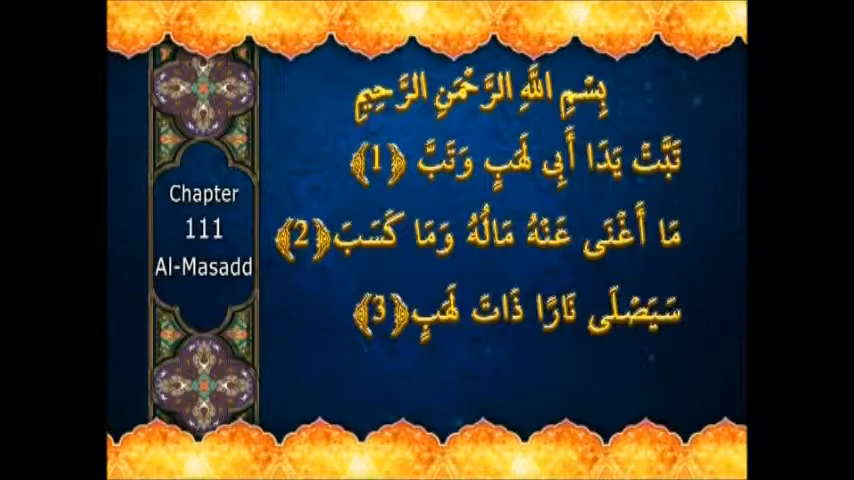 Chapter
111
Al-Masadd
بِسْمِ اللَّهِ الرَّحْمَنِ الرَّحِيمِ
تَبَّتْ يَدَا أَبِى لَهَبٍ وَتَبَّ ﴿1﴾
مَا أَغْنَى عَنْهُ مَالُهُ وَمَا كَسَبَ ﴿2﴾
سَيَصْلَى نَارًا ذَاتَ لَهَبٍ ﴿3﴾